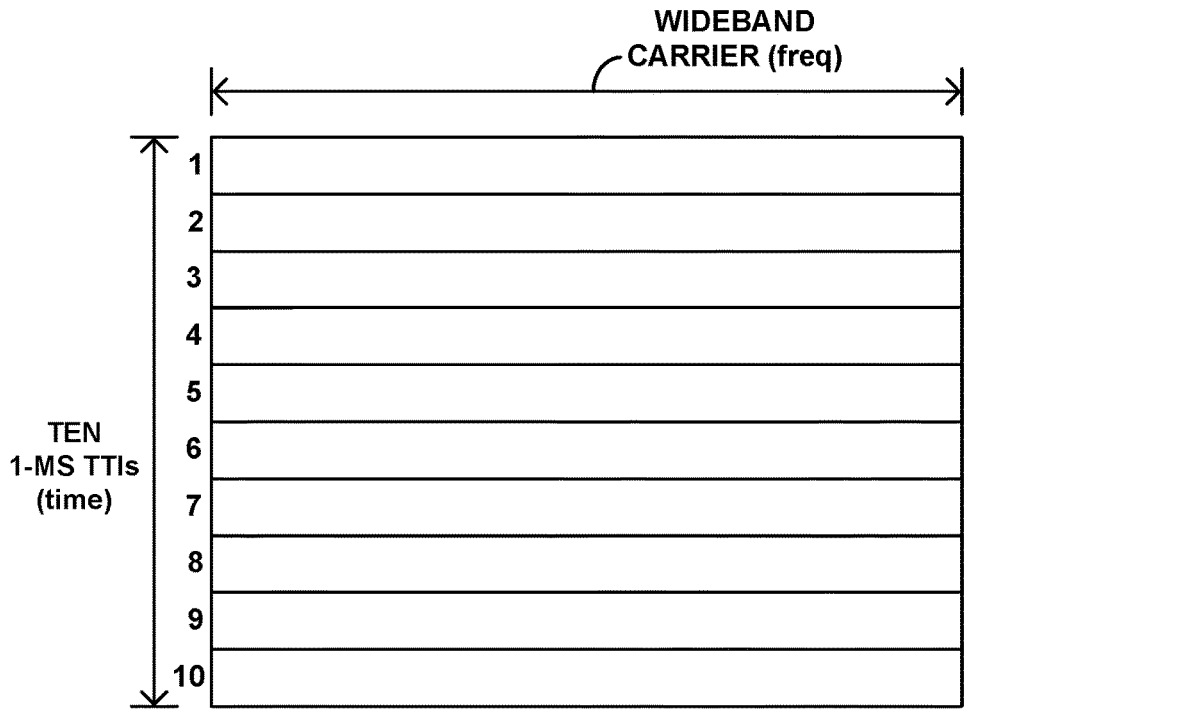 WIDEBAND
CARRIER (freq)
1
2
3
4
5
6
7
8
9
10
TEN
1-MS TTIs
(time)